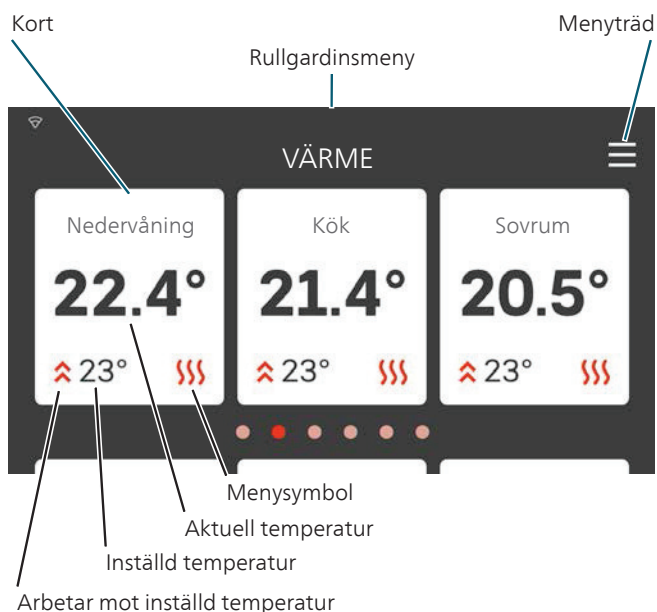 Kort
Menyträd
Rullgardinsmeny
VÄRME
Nedervåning
Kök
Sovrum
22.4°
21.4°
20.5°
23°
23°
23°
Menysymbol
Aktuell temperatur
Inställd temperatur
Arbetar mot inställd temperatur